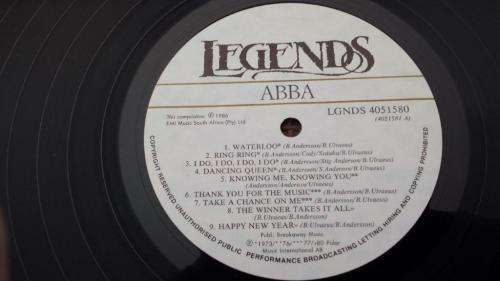 LEGENDS
ABBA
This compilation ℗ 1986
EMI Music South Africa (Pty) Ltd
LGNDS 4051580
(4051581 A)
1. WATERLOO* (B.Andersson/B.Ulvaeus)
2. RING RING* (B.Andersson/Cody/Sedaka/B.Ulvaeus)
3. I DO, I DO, I DO, I DO* (B.Andersson/Stig Anderson/B.Ulvaeus)
4. DANCING QUEEN* (B.Andersson/S Anderson/B.Ulvaeus)
5. KNOWING ME, KNOWING YOU**
(Andersson/Anderson/Ulvaeus)
6. THANK YOU FOR THE MUSIC*** (B.Andersson/B.Ulvaeus)
7. TAKE A CHANCE ON ME*** (B.Andersson/B.Ulvaeus)
8. THE WINNER TAKES IT ALL
(B.Ulvaeus/B.Andersson)
9. HAPPY NEW YEAR (B.Ulvaeus/B.Andersson)
Publ. Breakaway Music
℗ *1973/**76/***77/80 Polar
Music International AB
COPYRIGHT RESERVED UNAUTHORISED PUBLIC PERFORMANCE BROADCASTING LETTING HIRING AND COPYING PROHIBITED